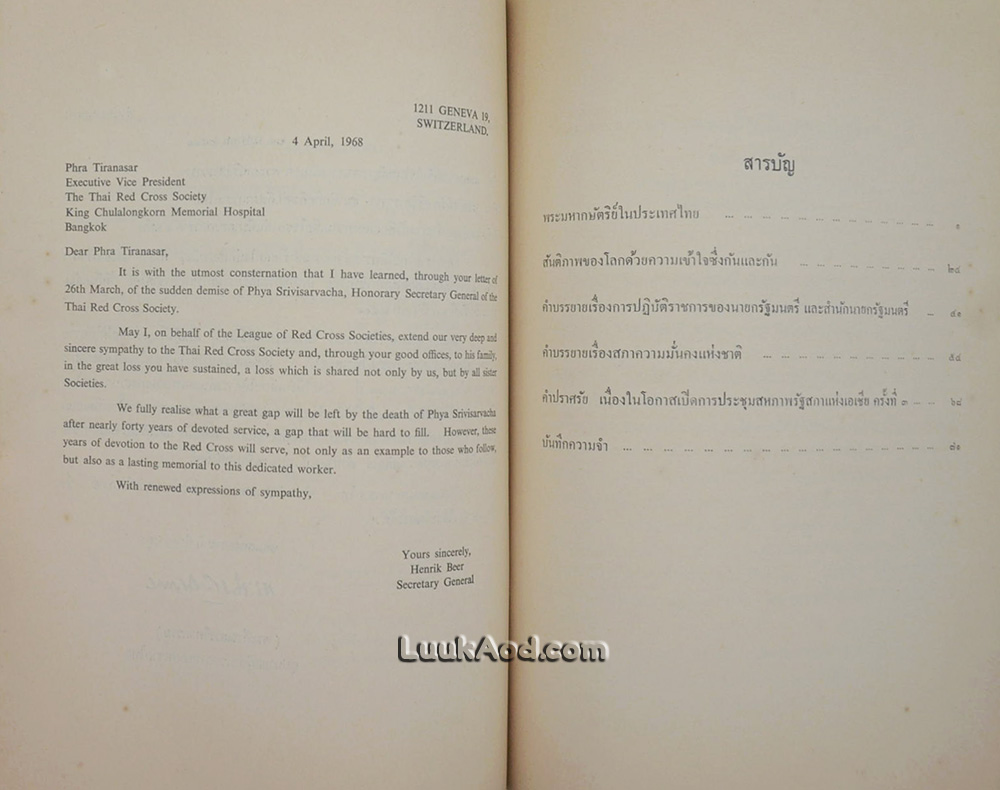 1211 GENEVA 19,
SWITZERLAND,
4 April, 1968
Phra Tiranasar
Executive Vice President
The Thai Red Cross Society
King Chulalongkorn Memorial Hospital
Bangkok
Dear Phra Tiranasar,
It is with the utmost consternation that I have learned, through your letter of
26th March, of the sudden demise of Phya Srivisarvacha, Honorary Secretary General of the
Thai Red Cross Society.
May I, on behalf of the League of Red Cross Societies, extend our very deep and
sincere sympathy to the Thai Red Cross Society and, through your good offices, to his family,
in the great loss you have sustained, a loss which is shared not only by us, but by all sister
Societies.
We fully realise what a great gap will be left by the death of Phya Srivisarvacha
after nearly forty years of devoted service, a gap that will be hard to fill. However, these
years of devotion to the Red Cross will serve, not only as an example to those who follow,
but also as a lasting memorial to this dedicated worker.
With renewed expressions of sympathy,
Yours sincerely,
Henrik Beer
Secretary General
สารบัญ
พระมหากษัตริย์ในประเทศไทย ... ๑
สันติภาพของโลกด้วยความเข้าใจซึ่งกันและกัน ... ๒๔
คำบรรยายเรื่องการปฏิบัติราชการของนายกรัฐมนตรี และสำนักนายกรัฐมนตรี ... ๔๑
คำบรรยายเรื่องสภาความมั่นคงแห่งชาติ ... ๕๔
คำปราศรัย เนื่องในโอกาสเปิดการประชุมสหภาพรัฐสภาแห่งเอเซีย ครั้งที่ ๓ ... ๖๘
บันทึกความจำ ... ๘๑
LuukAod.com